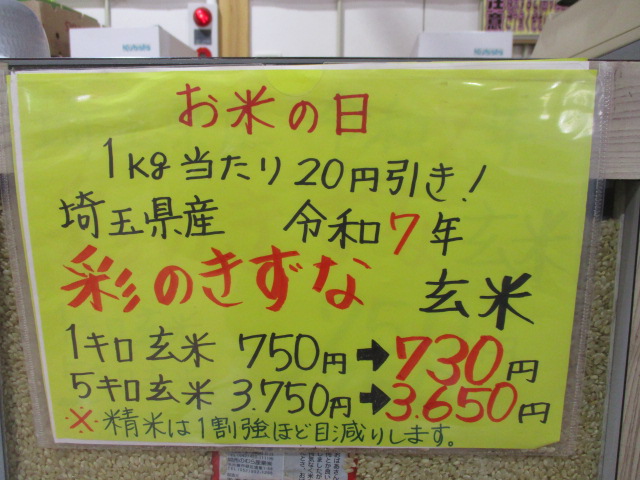 お米の日
1kg当たり20円引き!
埼玉県産 令和7年
彩のきずな 玄米
1キロ玄米 750円→730円
5キロ玄米 3.750円→3.650円
※精米は1割強ほど目減りします。